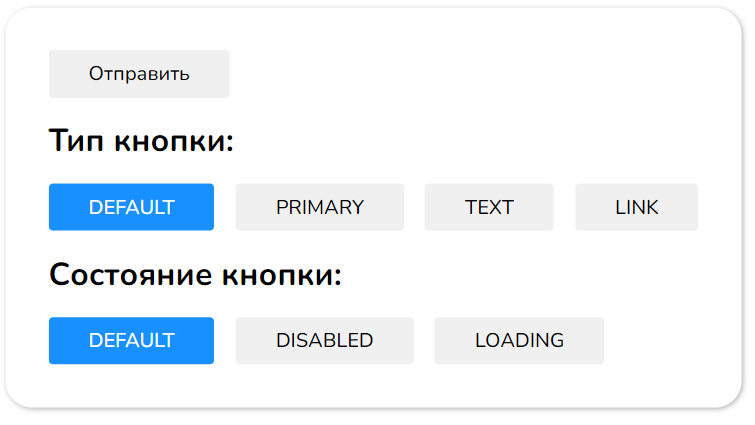 Отправить
Тип кнопки:
DEFAULT PRIMARY TEXT LINK
Состояние кнопки:
DEFAULT DISABLED LOADING